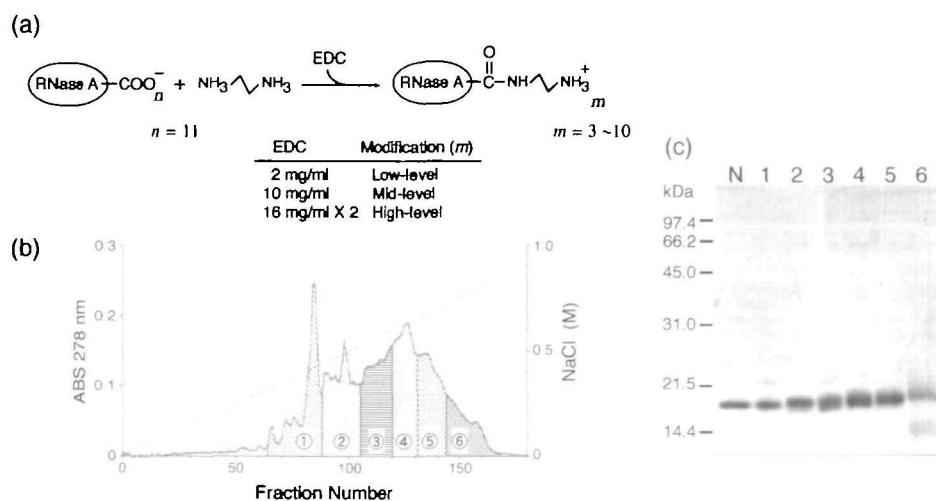 (a)
RNase A COO⁻ n + NH₃ NH₃ EDC RNase A C O NH NH₃⁺ m
n = 11
m = 3 ~10
EDC Modification (m)
2 mg/ml Low-level
10 mg/ml Mid-level
16 mg/ml X 2 High-level
(b)
ABS 278 nm
0.3
0.2
0.1
0
NaCl (M)
1.0
0.5
0
① ② ③ ④ ⑤ ⑥
0 50 100 150
Fraction Number
(c)
N 1 2 3 4 5 6
kDa
97.4
66.2
45.0
31.0
21.5
14.4